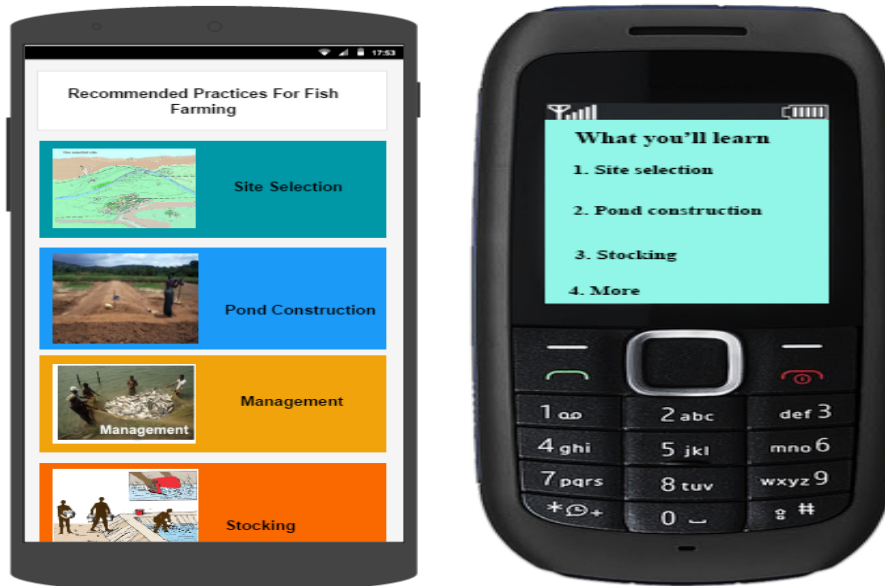 17:53
Recommended Practices For Fish
Farming
Site Selection
Pond Construction
Management
Management
Stocking
What you'll learn
1. Site selection
2. Pond construction
3. Stocking
4. More
1
2 abc
def 3
4 ghi
5 jkl
mno 6
7 pqrs
8 tuv
wxyz 9
* +
0
#